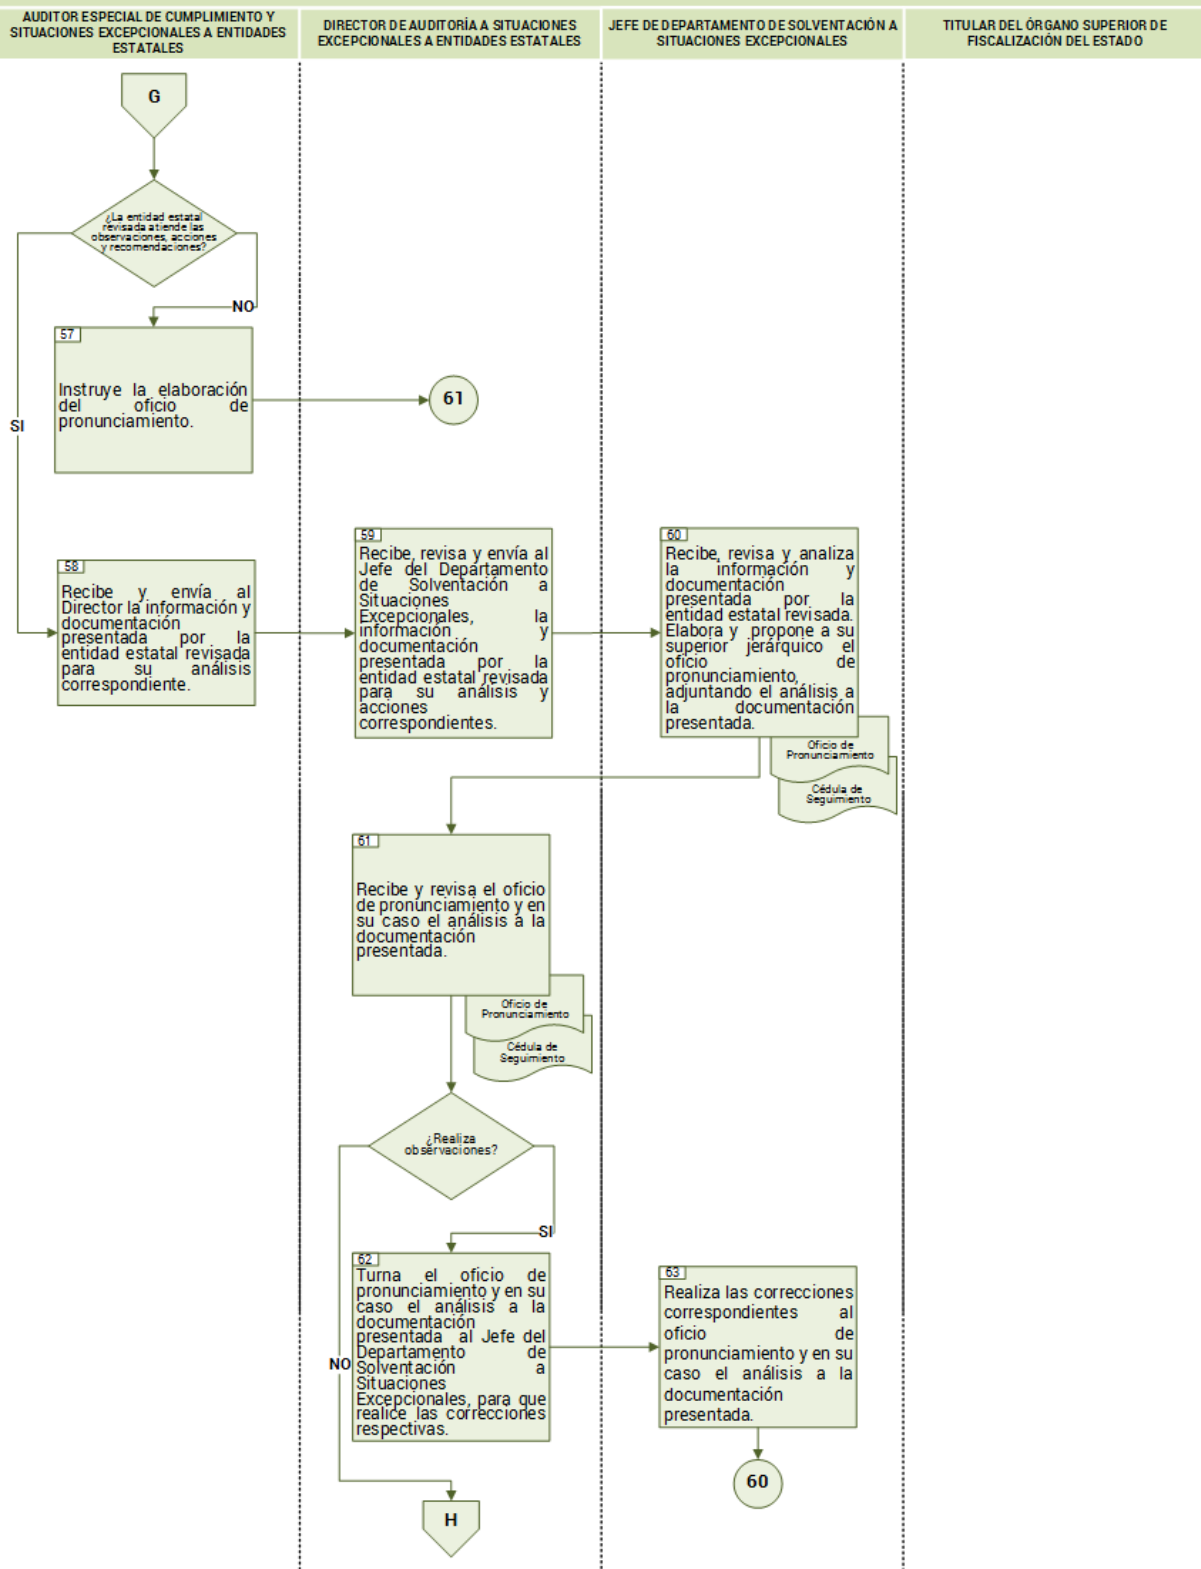 AUDITOR ESPECIAL DE CUMPLIMIENTO Y
SITUACIONES EXCEPCIONALES A ENTIDADES
ESTATALES
DIRECTOR DE AUDITORÍA A SITUACIONES
EXCEPCIONALES A ENTIDADES ESTATALES
JEFE DE DEPARTAMENTO DE SOLVENTACIÓN A
SITUACIONES EXCEPCIONALES
TITULAR DEL ÓRGANO SUPERIOR DE
FISCALIZACIÓN DEL ESTADO
G
¿La entidad estatal
revisada atiende las
observaciones, acciones
y recomendaciones?
NO
57
Instruye la elaboración
del oficio de
pronunciamiento.
61
SI
58
Recibe y envía al
Director la información y
documentación
presentada por la
entidad estatal revisada
para su análisis
correspondiente.
59
Recibe, revisa y envía al
Jefe del Departamento
de Solventación a
Situaciones
Excepcionales, la
información y
documentación
presentada por la
entidad estatal revisada
para su análisis y
acciones
correspondientes.
60
Recibe, revisa y analiza
la información y
documentación
presentada por la
entidad estatal revisada.
Elabora y propone a su
superior jerárquico el
oficio de
pronunciamiento,
adjuntando el análisis a
la documentación
presentada.
Oficio de
Pronunciamiento
Cédula de
Seguimiento
61
Recibe y revisa el oficio
de pronunciamiento y en
su caso el análisis a la
documentación
presentada.
Oficio de
Pronunciamiento
Cédula de
Seguimiento
¿Realiza
observaciones?
SI
62
Turna el oficio de
pronunciamiento y en su
caso el análisis a la
documentación
presentada al Jefe del
Departamento de
Solventación a
Situaciones
Excepcionales, para que
realice las correcciones
respectivas.
NO
63
Realiza las correcciones
correspondientes al
oficio de
pronunciamiento y en su
caso el análisis a la
documentación
presentada.
60
H